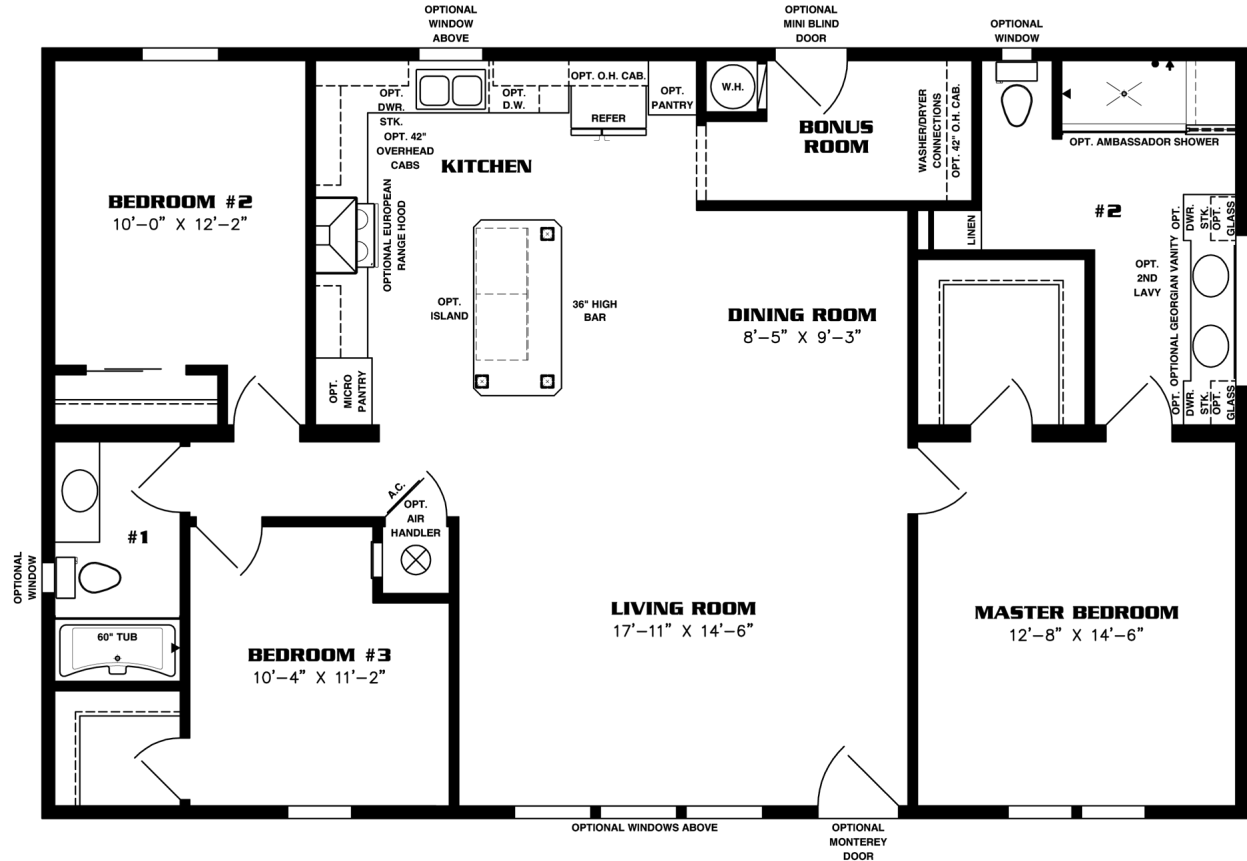 OPTIONAL
WINDOW
ABOVE
OPTIONAL
MINI BLIND
DOOR
OPTIONAL
WINDOW
OPT.
DWR.
STK.
OPT.
D.W.
OPT. O.H. CAB.
REFER
OPT.
PANTRY
W.H.
OPT. 42"
OVERHEAD
CABS
KITCHEN
BONUS
ROOM
WASHER/DRYER
CONNECTIONS
OPT. 42" O.H. CAB.
OPT. AMBASSADOR SHOWER
BEDROOM #2
10'-0" X 12'-2"
OPTIONAL EUROPEAN
RANGE HOOD
OPT.
ISLAND
36" HIGH
BAR
DINING ROOM
8'-5" X 9'-3"
LINEN
#2
OPT.
DWR.
STK.
OPT.
GLASS
OPT.
2ND
LAVY
OPTIONAL GEORGIAN VANITY
OPT.
DWR.
STK.
OPT.
GLASS
OPT.
MICRO
PANTRY
A.C.
OPT.
AIR
HANDLER
#1
OPTIONAL
WINDOW
60" TUB
BEDROOM #3
10'-4" X 11'-2"
LIVING ROOM
17'-11" X 14'-6"
MASTER BEDROOM
12'-8" X 14'-6"
OPTIONAL WINDOWS ABOVE
OPTIONAL
MONTEREY
DOOR